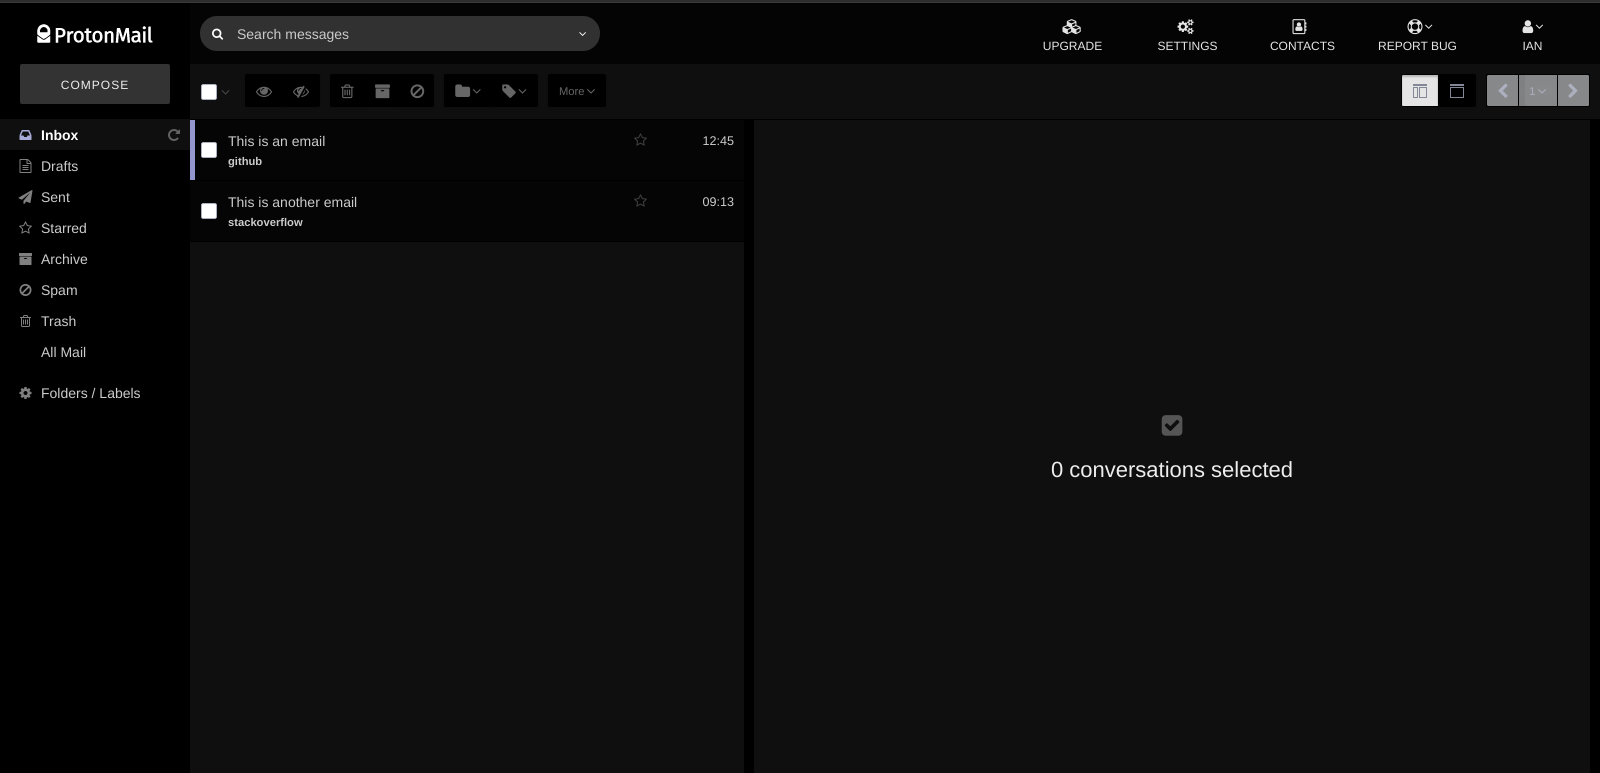 ProtonMail
Search messages
UPGRADE
SETTINGS
CONTACTS
REPORT BUG
IAN
COMPOSE
More
1
Inbox
Drafts
Sent
Starred
Archive
Spam
Trash
All Mail
Folders / Labels
This is an email
12:45
github
This is another email
09:13
stackoverflow
0 conversations selected